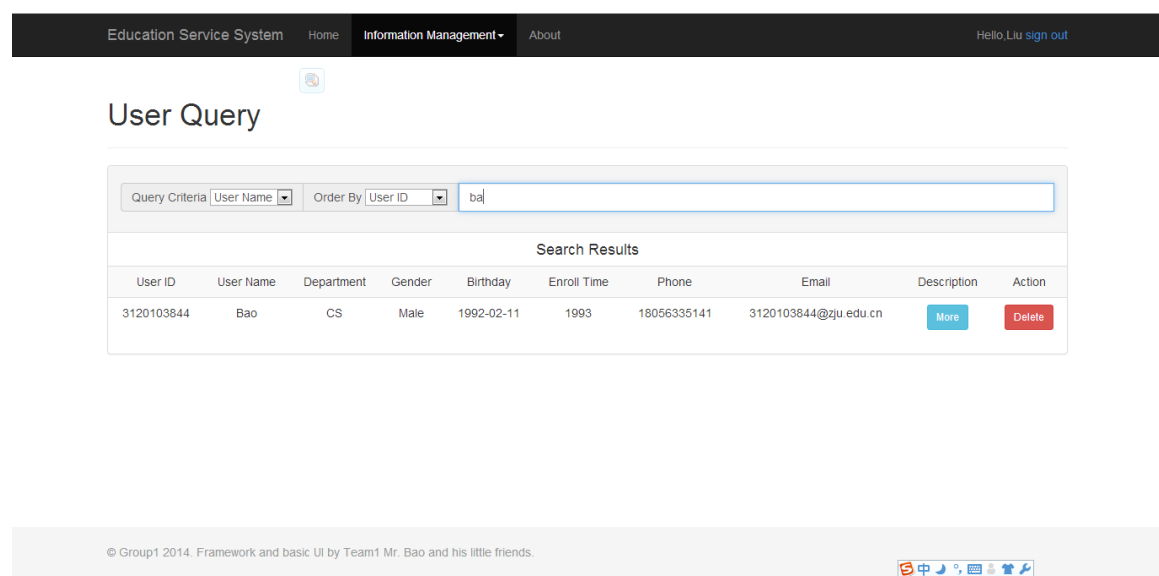 Education Service System Home Information Management About Hello,Liu sign out
User Query
Query Criteria User Name Order By User ID ba
Search Results
User ID User Name Department Gender Birthday Enroll Time Phone Email Description Action
3120103844 Bao CS Male 1992-02-11 1993 18056335141 3120103844@zju.edu.cn More Delete
© Group1 2014. Framework and basic UI by Team1 Mr. Bao and his little friends.
S 中